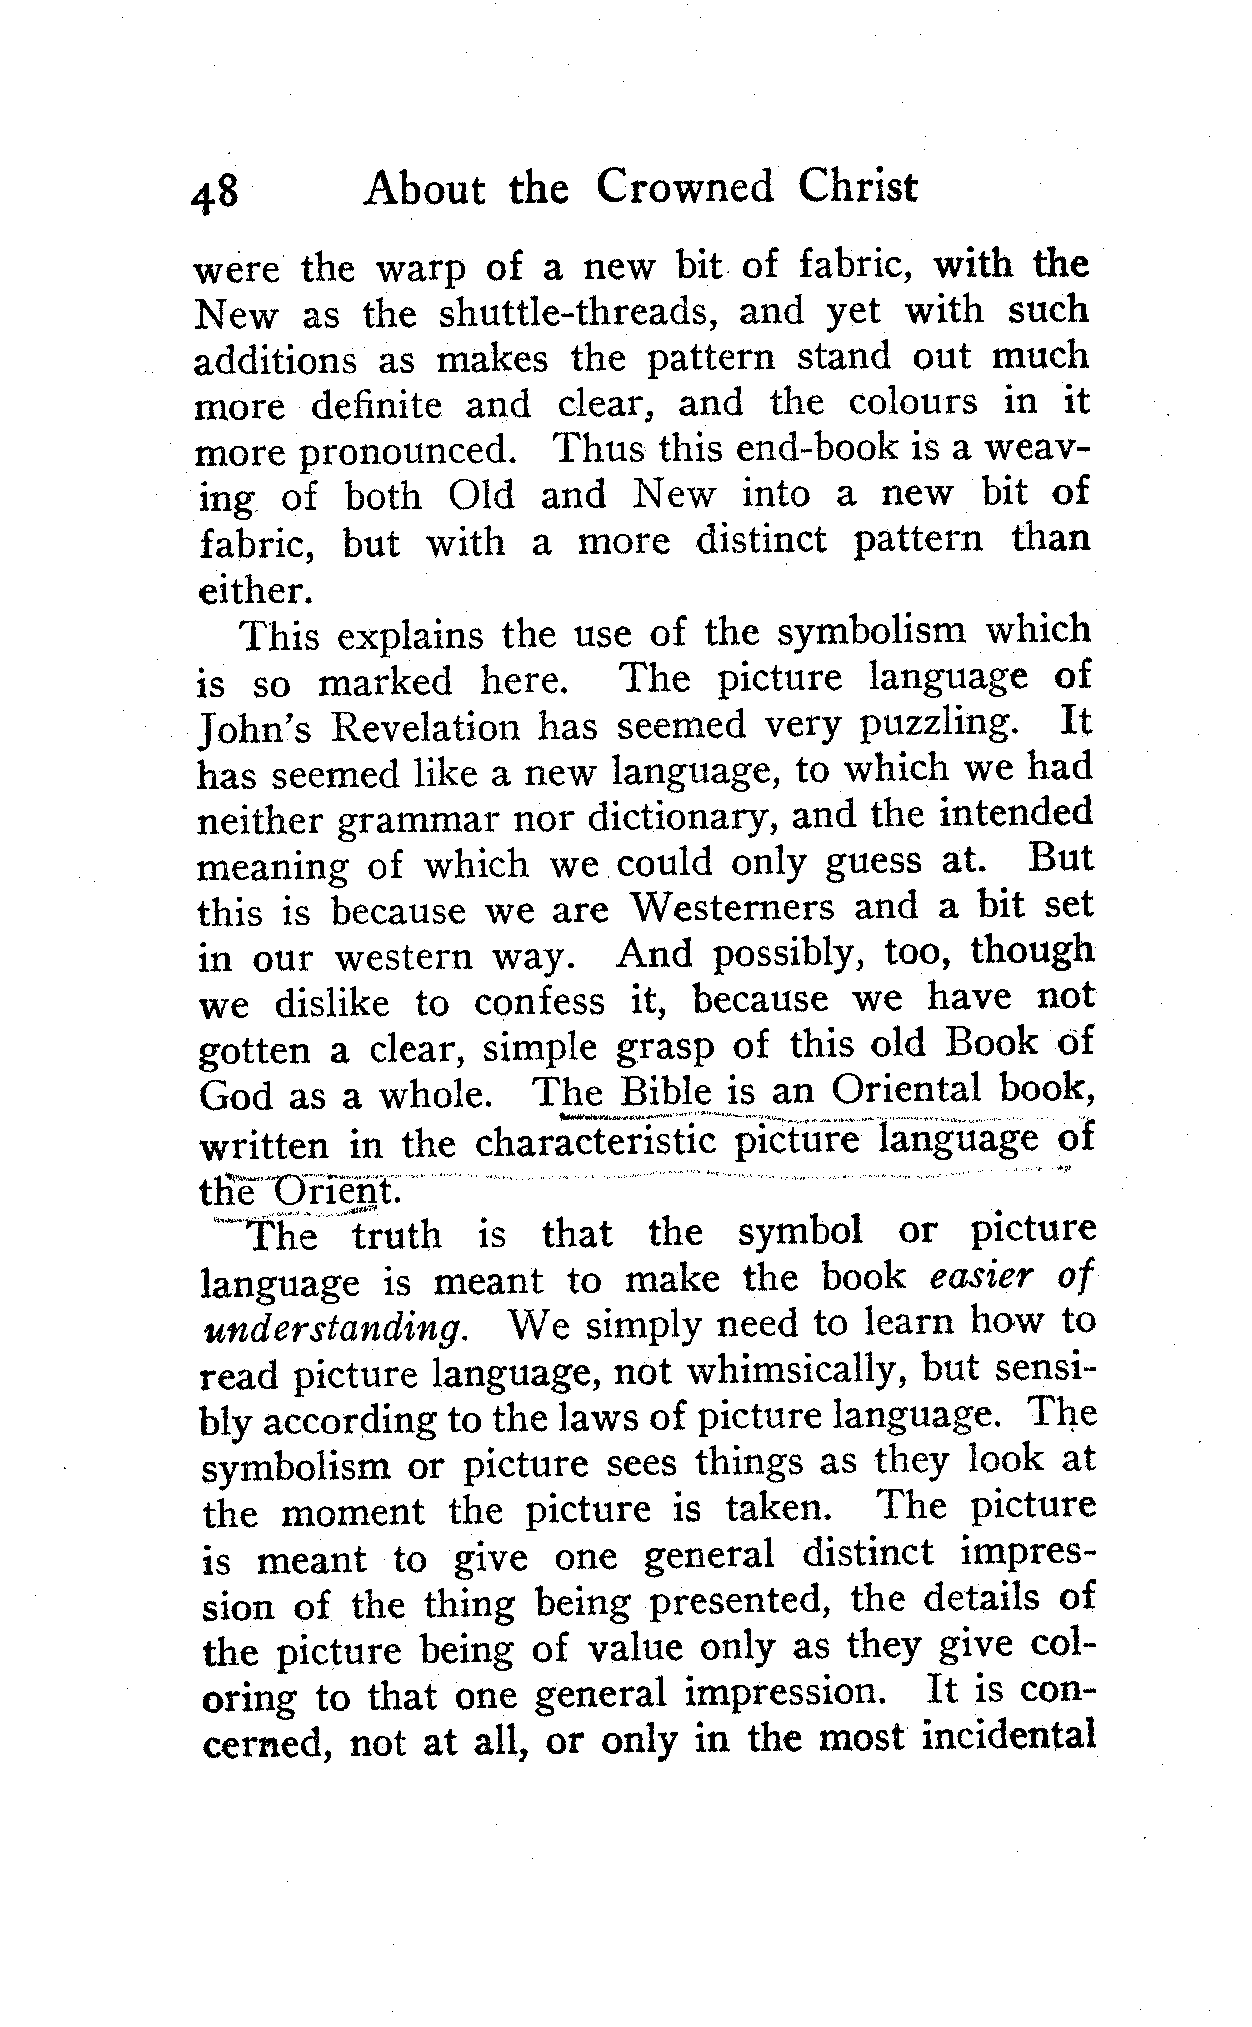 48 About the Crowned Christ
were the warp of a new bit of fabric, with the
New as the shuttle-threads, and yet with such
additions as makes the pattern stand out much
more definite and clear, and the colours in it
more pronounced. Thus this end-book is a weav-
ing of both Old and New into a new bit of
fabric, but with a more distinct pattern than
either.
This explains the use of the symbolism which
is so marked here. The picture language of
John's Revelation has seemed very puzzling. It
has seemed like a new language, to which we had
neither grammar nor dictionary, and the intended
meaning of which we could only guess at. But
this is because we are Westerners and a bit set
in our western way. And possibly, too, though
we dislike to confess it, because we have not
gotten a clear, simple grasp of this old Book of
God as a whole. The Bible is an Oriental book,
written in the characteristic picture language of
the Orient.
The truth is that the symbol or picture
language is meant to make the book easier of
understanding. We simply need to learn how to
read picture language, not whimsically, but sensi-
bly according to the laws of picture language. The
symbolism or picture sees things as they look at
the moment the picture is taken. The picture
is meant to give one general distinct impres-
sion of the thing being presented, the details of
the picture being of value only as they give col-
oring to that one general impression. It is con-
cerned, not at all, or only in the most incidental